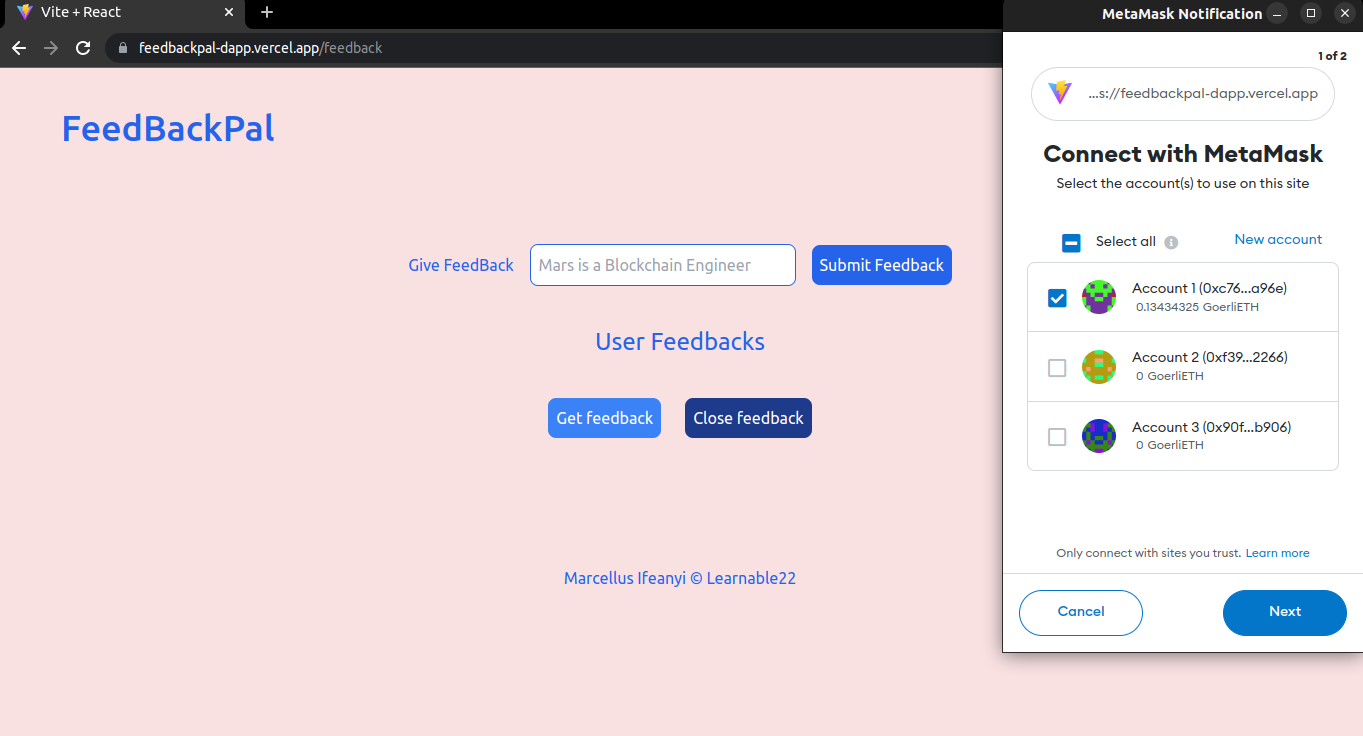 Vite + React
feedbackpal-dapp.vercel.app/feedback
FeedBackPal
Give FeedBack
Mars is a Blockchain Engineer
Submit Feedback
User Feedbacks
Get feedback
Close feedback
Marcellus Ifeanyi © Learnable22
MetaMask Notification
1 of 2
...s://feedbackpal-dapp.vercel.app
Connect with MetaMask
Select the account(s) to use on this site
Select all
New account
Account 1 (0xc76...a96e)
0.13434325 GoerliETH
Account 2 (0xf39...2266)
0 GoerliETH
Account 3 (0x90f...b906)
0 GoerliETH
Only connect with sites you trust. Learn more
Cancel
Next